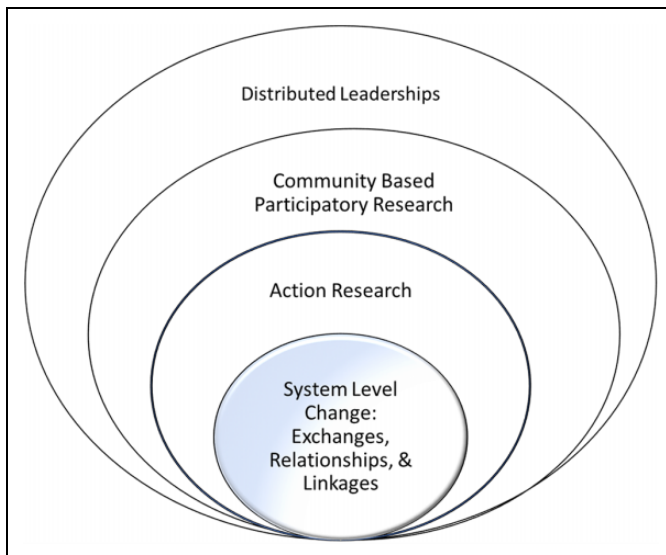 Distributed Leaderships
Community Based
Participatory Research
Action Research
System Level
Change:
Exchanges,
Relationships, &
Linkages